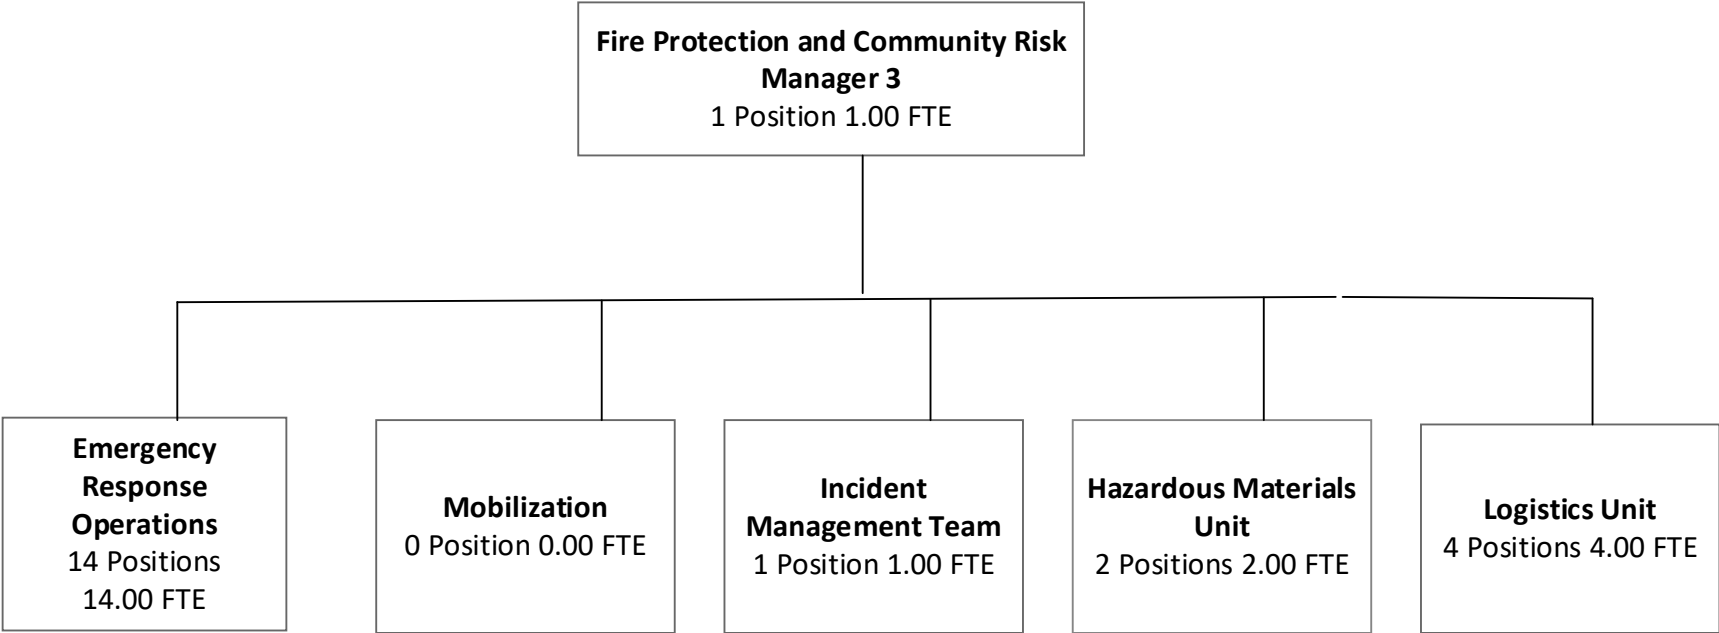 Fire Protection and Community Risk
Manager 3
1 Position 1.00 FTE
Emergency
Response
Operations
14 Positions
14.00 FTE
Mobilization
0 Position 0.00 FTE
Incident
Management Team
1 Position 1.00 FTE
Hazardous Materials
Unit
2 Positions 2.00 FTE
Logistics Unit
4 Positions 4.00 FTE